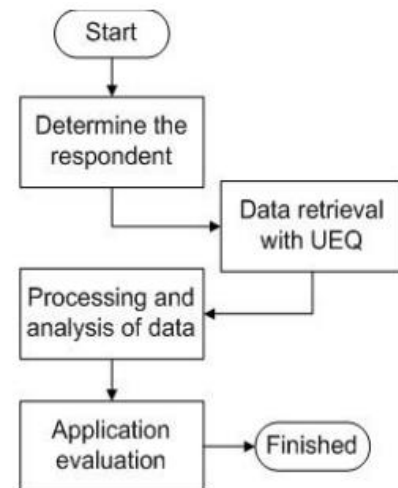 Start
Determine the
respondent
Data retrieval
with UEQ
Processing and
analysis of data
Application
evaluation
Finished